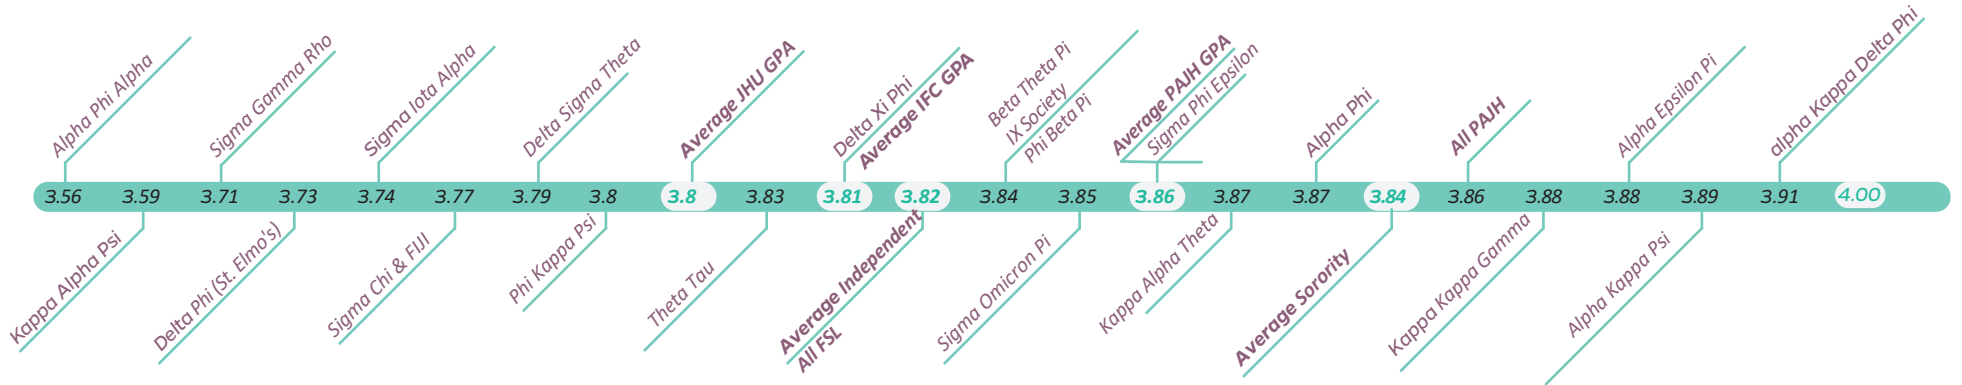 Alpha Phi Alpha
Sigma Gamma Rho
Sigma Iota Alpha
Delta Sigma Theta
Average JHU GPA
Delta Xi Phi
Average IFC GPA
Beta Theta Pi
IX Society
Phi Beta Pi
Average PAJH GPA
Sigma Phi Epsilon
Alpha Phi
All PAJH
Alpha Epsilon Pi
alpha Kappa Delta Phi
3.56 3.59 3.71 3.73 3.74 3.77 3.79 3.8 3.8 3.83 3.81 3.82 3.84 3.85 3.86 3.87 3.87 3.84 3.86 3.88 3.88 3.89 3.91 4.00
Kappa Alpha Psi
Delta Phi (St. Elmo's)
Sigma Chi & FIJI
Phi Kappa Psi
Theta Tau
Average Independent
All FSL
Sigma Omicron Pi
Kappa Alpha Theta
Average Sorority
Kappa Kappa Gamma
Alpha Kappa Psi